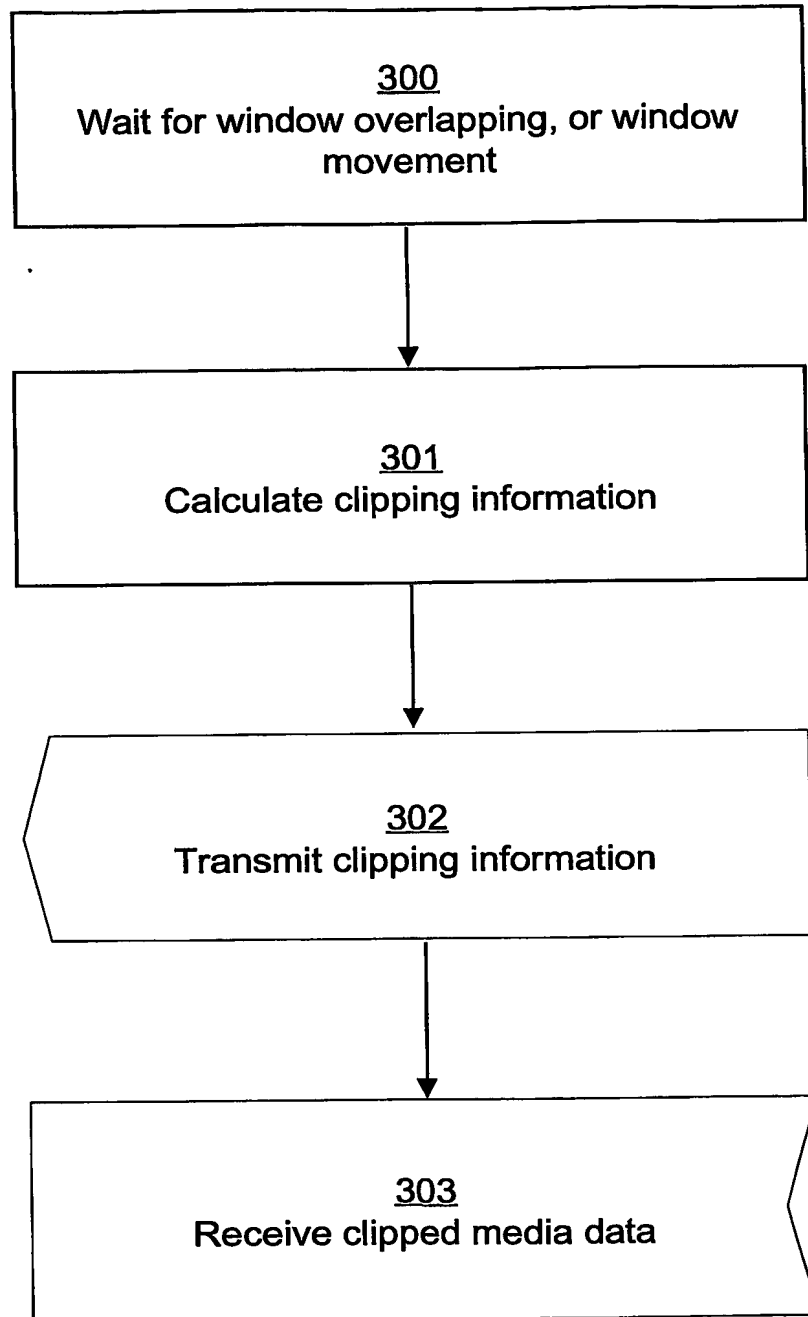 300
Wait for window overlapping, or window
movement
301
Calculate clipping information
302
Transmit clipping information
303
Receive clipped media data